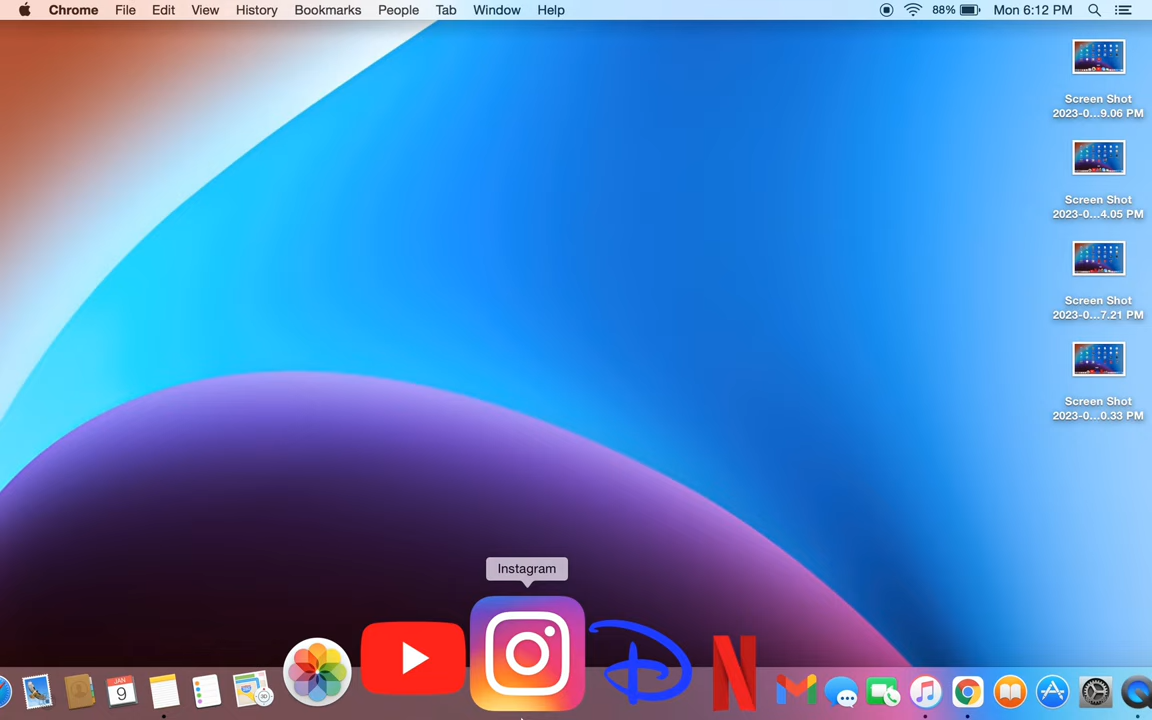 Chrome File Edit View History Bookmarks People Tab Window Help 88% Mon 6:12 PM
Screen Shot
2023-0...9.06 PM
Screen Shot
2023-0...4.05 PM
Screen Shot
2023-0...7.21 PM
Screen Shot
2023-0...0.33 PM
Instagram
JAN
9